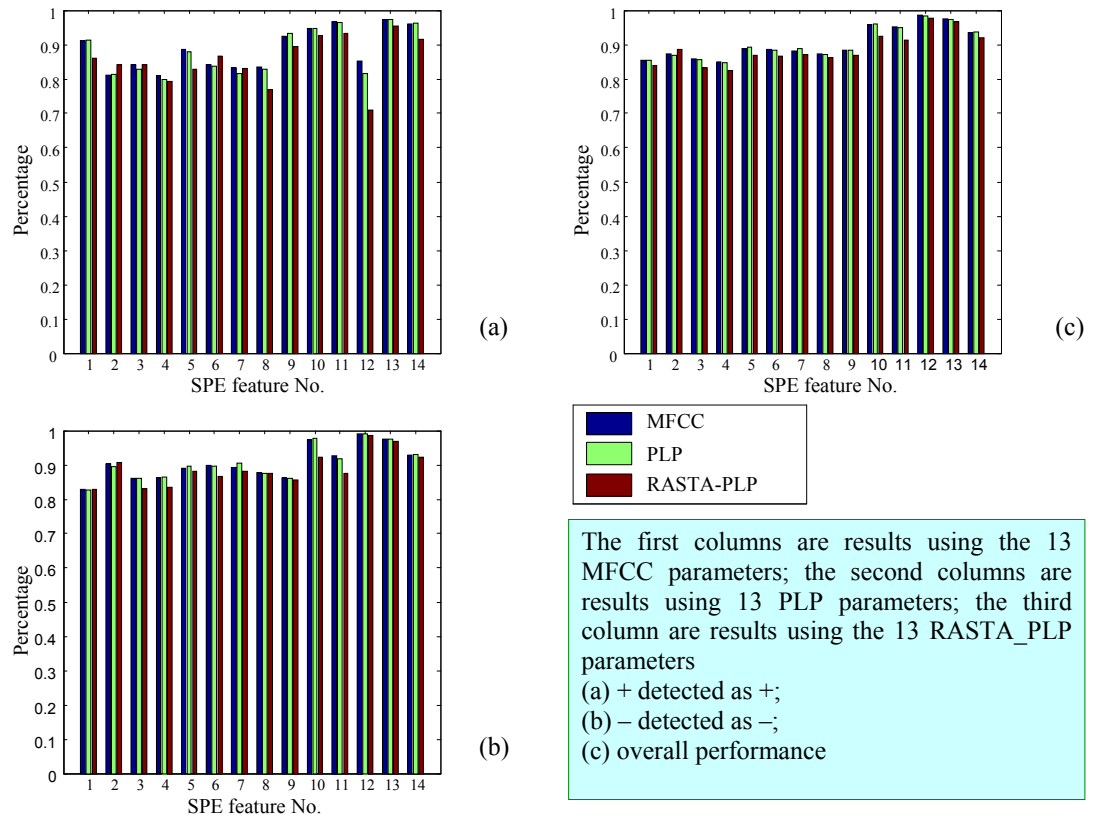 1
0.9
0.8
0.7
0.6
0.5
0.4
0.3
0.2
0.1
0
Percentage
1 2 3 4 5 6 7 8 9 10 11 12 13 14
SPE feature No.
(a)
1
0.9
0.8
0.7
0.6
0.5
0.4
0.3
0.2
0.1
0
Percentage
1 2 3 4 5 6 7 8 9 10 11 12 13 14
SPE feature No.
(c)
1
0.9
0.8
0.7
0.6
0.5
0.4
0.3
0.2
0.1
0
Percentage
1 2 3 4 5 6 7 8 9 10 11 12 13 14
SPE feature No.
(b)
MFCC
PLP
RASTA-PLP
The first columns are results using the 13
MFCC parameters; the second columns are
results using 13 PLP parameters; the third
column are results using the 13 RASTA_PLP
parameters
(a) + detected as +;
(b) – detected as –;
(c) overall performance